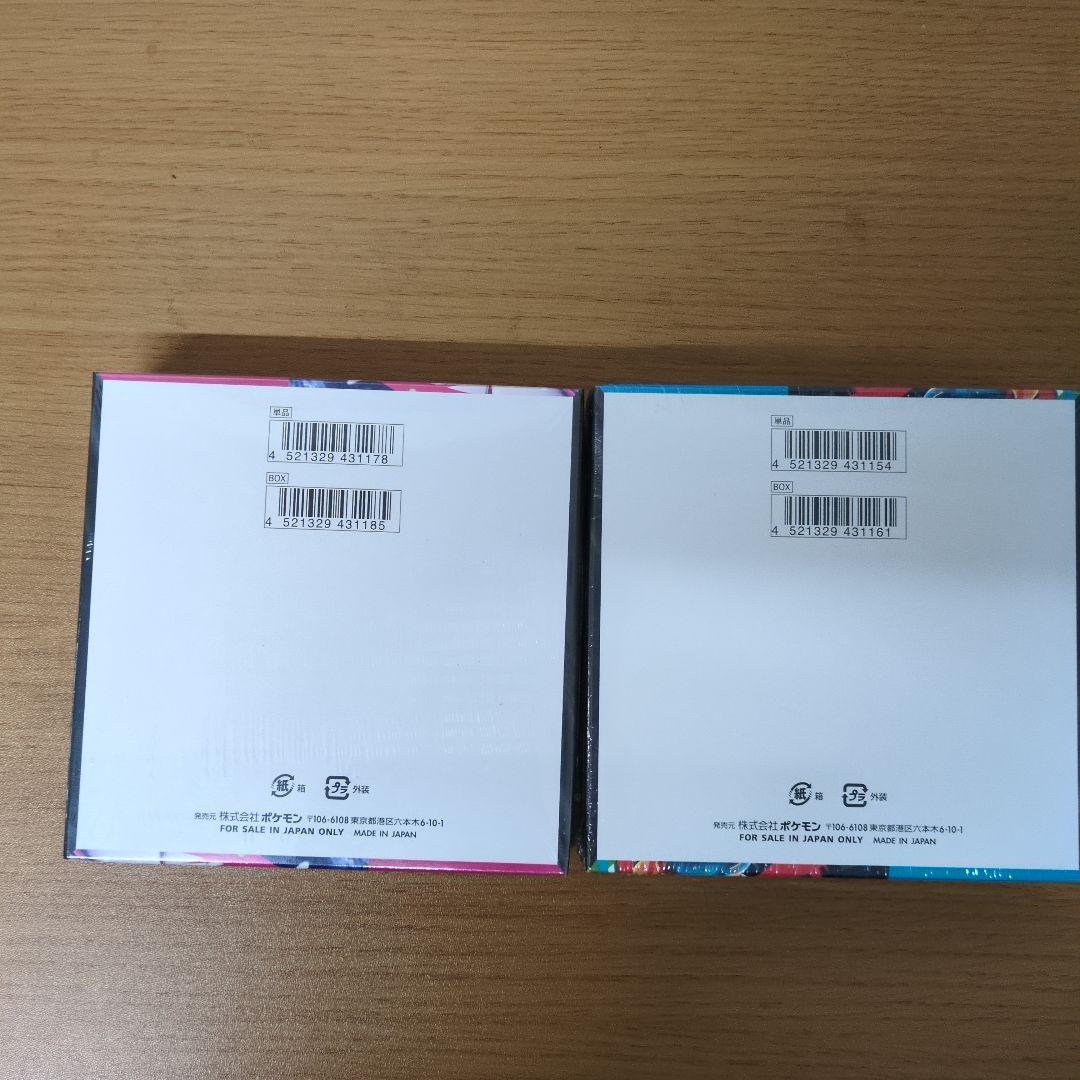 単品
4 521329 431178
BOX
4 521329 431185
紙 箱 プラ 外装
発売元 株式会社 ポケモン 〒106-6108 東京都港区六本木6-10-1
FOR SALE IN JAPAN ONLY MADE IN JAPAN
単品
4 521329 431154
BOX
4 521329 431161
紙 箱 プラ 外装
発売元 株式会社 ポケモン 〒106-6108 東京都港区六本木6-10-1
FOR SALE IN JAPAN ONLY MADE IN JAPAN